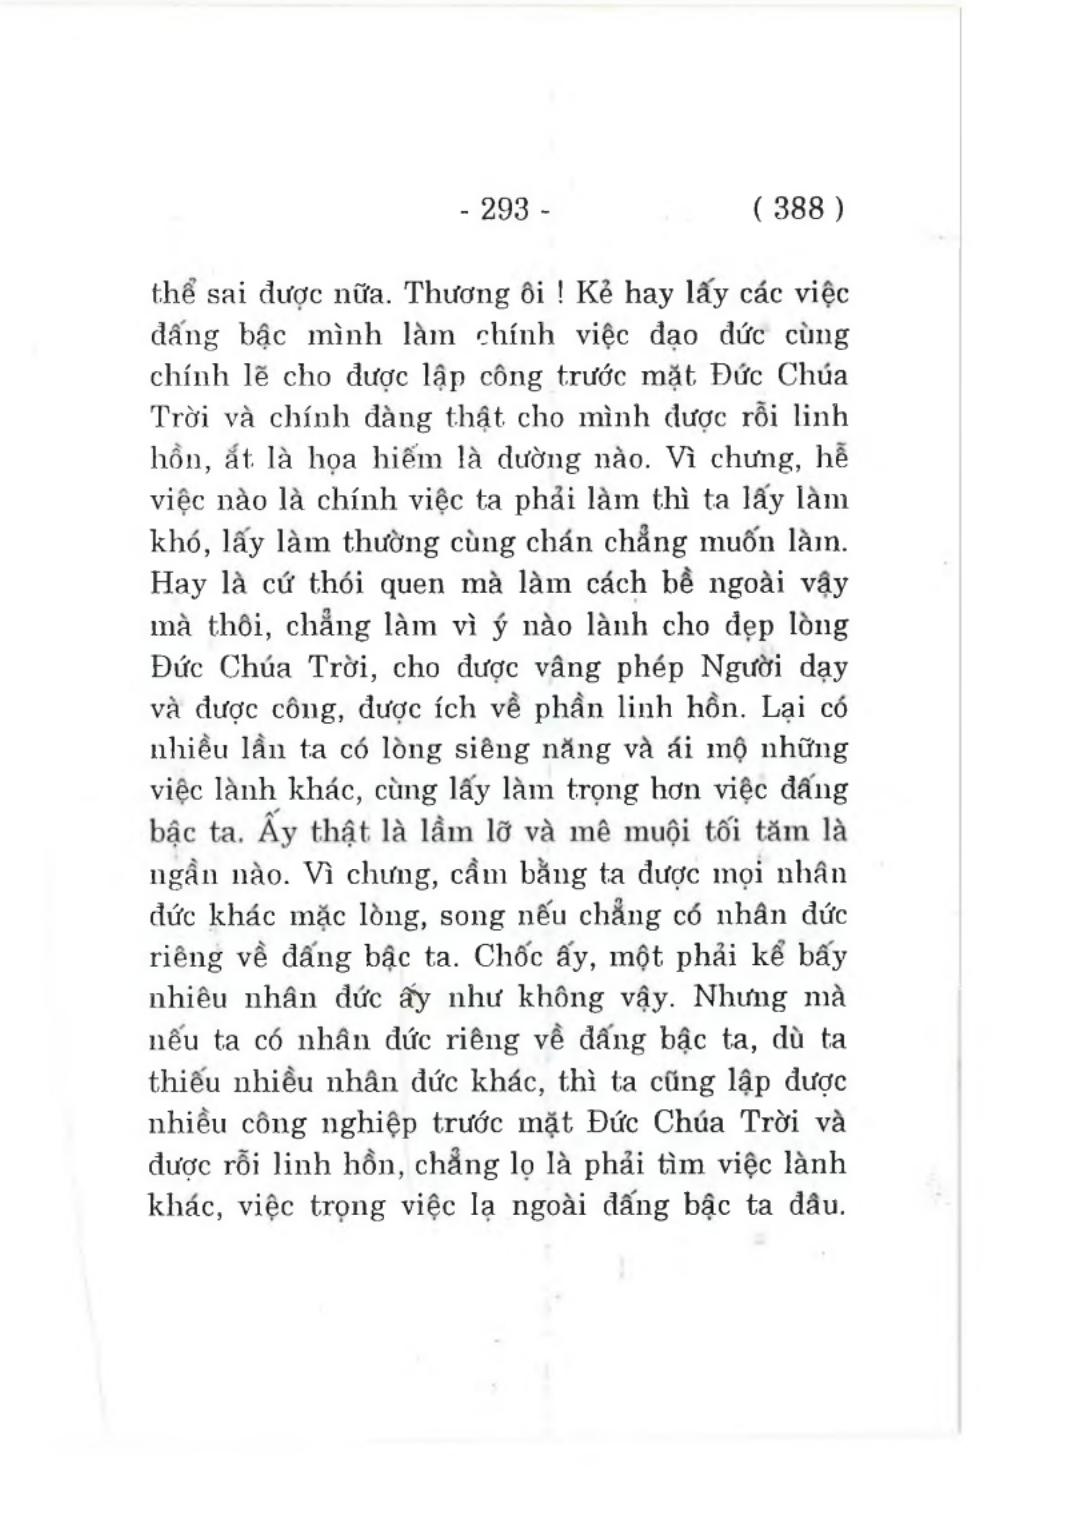 - 293 - ( 388 )
thể sai được nữa. Thương ôi ! Kẻ hay lấy các việc
đấng bậc mình làm chính việc đạo đức cùng
chính lẽ cho được lập công trước mặt Đức Chúa
Trời và chính đàng thật cho mình được rỗi linh
hồn, ắt là họa hiếm là dường nào. Vì chưng, hễ
việc nào là chính việc ta phải làm thì ta lấy làm
khó, lấy làm thường cùng chán chẳng muốn làm.
Hay là cứ thói quen mà làm cách bề ngoài vậy
mà thôi, chẳng làm vì ý nào lành cho đẹp lòng
Đức Chúa Trời, cho được vâng phép Người dạy
và được công, được ích về phần linh hồn. Lại có
nhiều lần ta có lòng siêng năng và ái mộ những
việc lành khác, cùng lấy làm trọng hơn việc đấng
bậc ta. Ấy thật là lầm lỡ và mê muội tối tăm là
ngần nào. Vì chưng, cầm bằng ta được mọi nhân
đức khác mặc lòng, song nếu chẳng có nhân đức
riêng về đấng bậc ta. Chốc ấy, một phải kể bấy
nhiêu nhân đức ấy như không vậy. Nhưng mà
nếu ta có nhân đức riêng về đấng bậc ta, dù ta
thiếu nhiều nhân đức khác, thì ta cũng lập được
nhiều công nghiệp trước mặt Đức Chúa Trời và
được rỗi linh hồn, chẳng lọ là phải tìm việc lành
khác, việc trọng việc lạ ngoài đấng bậc ta đâu.